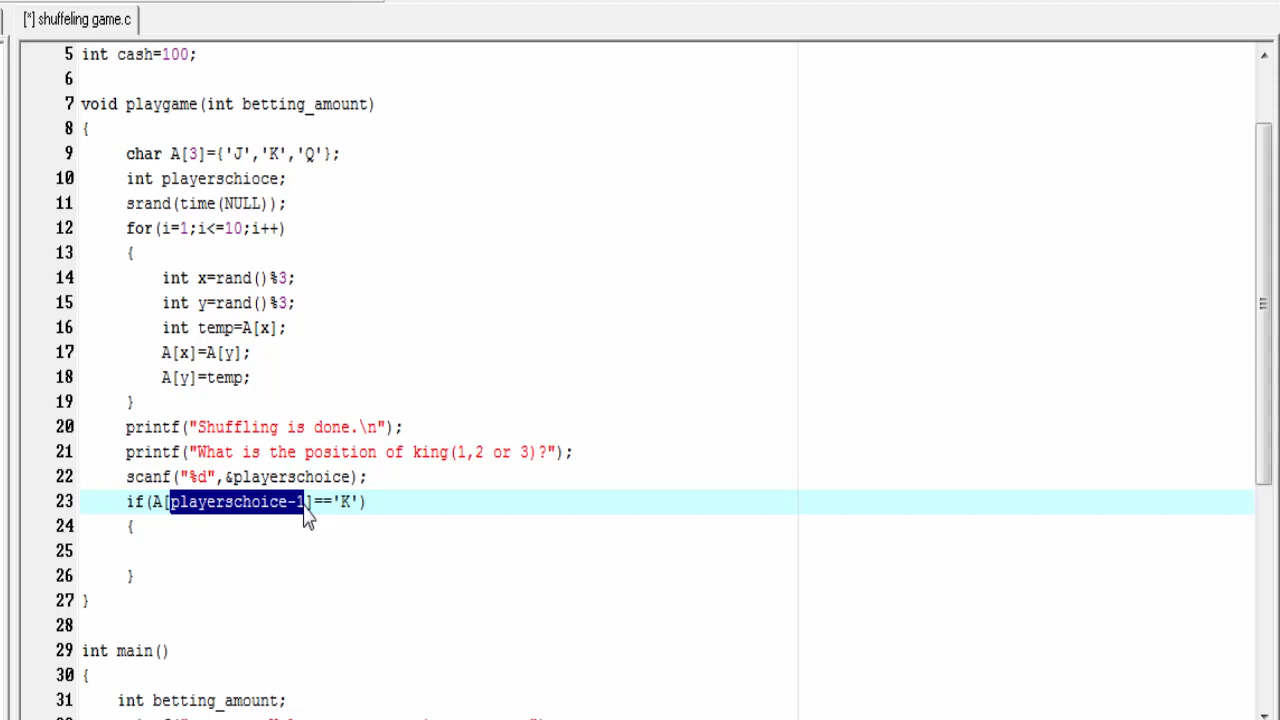 [*] shuffeling game.c
5 int cash=100;
6
7 void playgame(int betting_amount)
8 {
9 char A[3]={'J','K','Q'};
10 int playerschioce;
11 srand(time(NULL));
12 for(i=1;i<=10;i++)
13 {
14 int x=rand()%3;
15 int y=rand()%3;
16 int temp=A[x];
17 A[x]=A[y];
18 A[y]=temp;
19 }
20 printf("Shuffling is done.\n");
21 printf("What is the position of king(1,2 or 3)?");
22 scanf("%d",&playerschoice);
23 if(A[playerschoice-1]=='K')
24 {
25
26 }
27 }
28
29 int main()
30 {
31 int betting_amount;